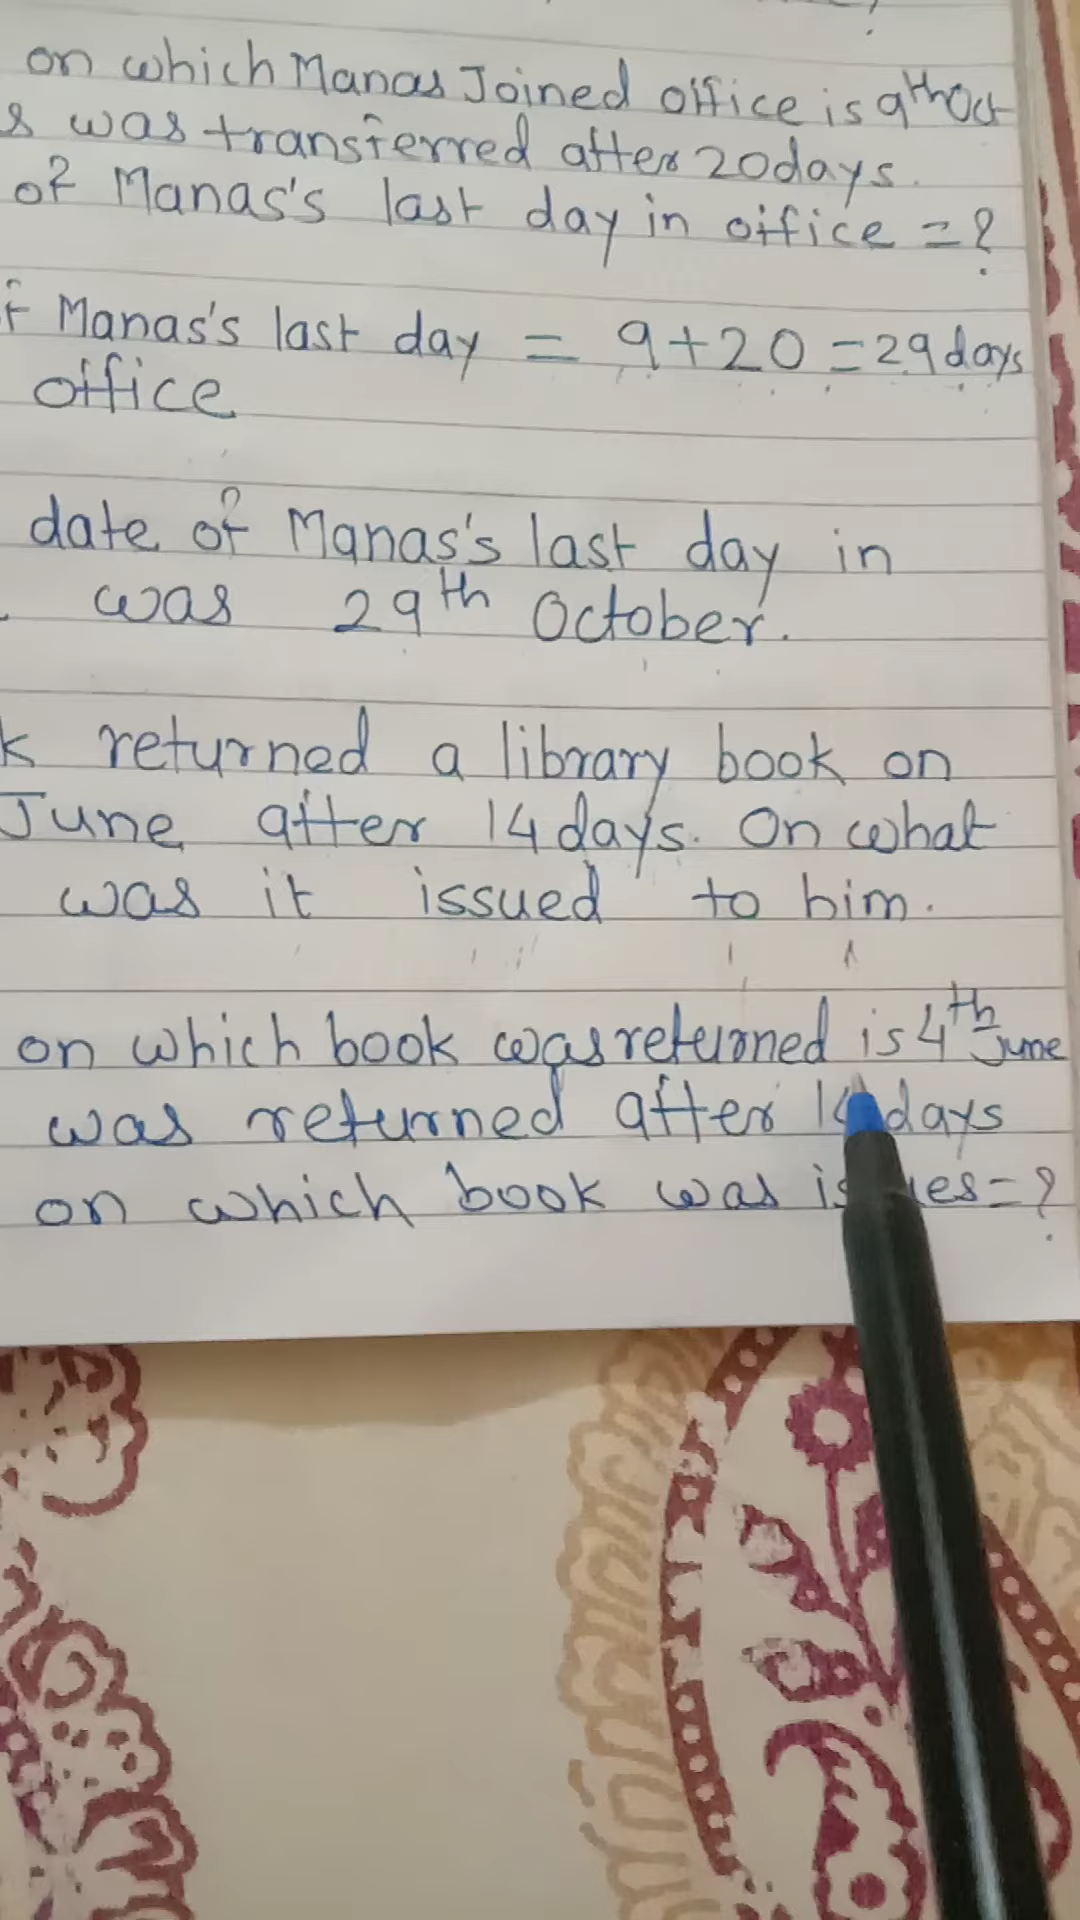 on which Manas Joined office is 9th Oct
s was transferred after 20days.
of Manas's last day in office = ?
f Manas's last day = 9+20 = 29 days
office
date of Manas's last day in
was 29th October.
k returned a library book on
June after 14 days. On what
was it issued to him.
on which book was returned is 4th June
was returned after 14 days
on which book was = ?